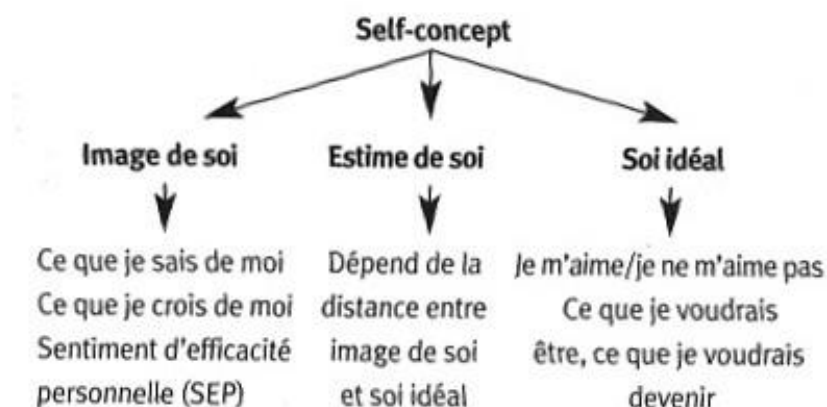 Self-concept
Image de soi
Estime de soi
Soi idéal
Ce que je sais de moi
Ce que je crois de moi
Sentiment d'efficacité
personnelle (SEP)
Dépend de la
distance entre
image de soi
et soi idéal
Je m'aime/je ne m'aime pas
Ce que je voudrais
être, ce que je voudrais
devenir